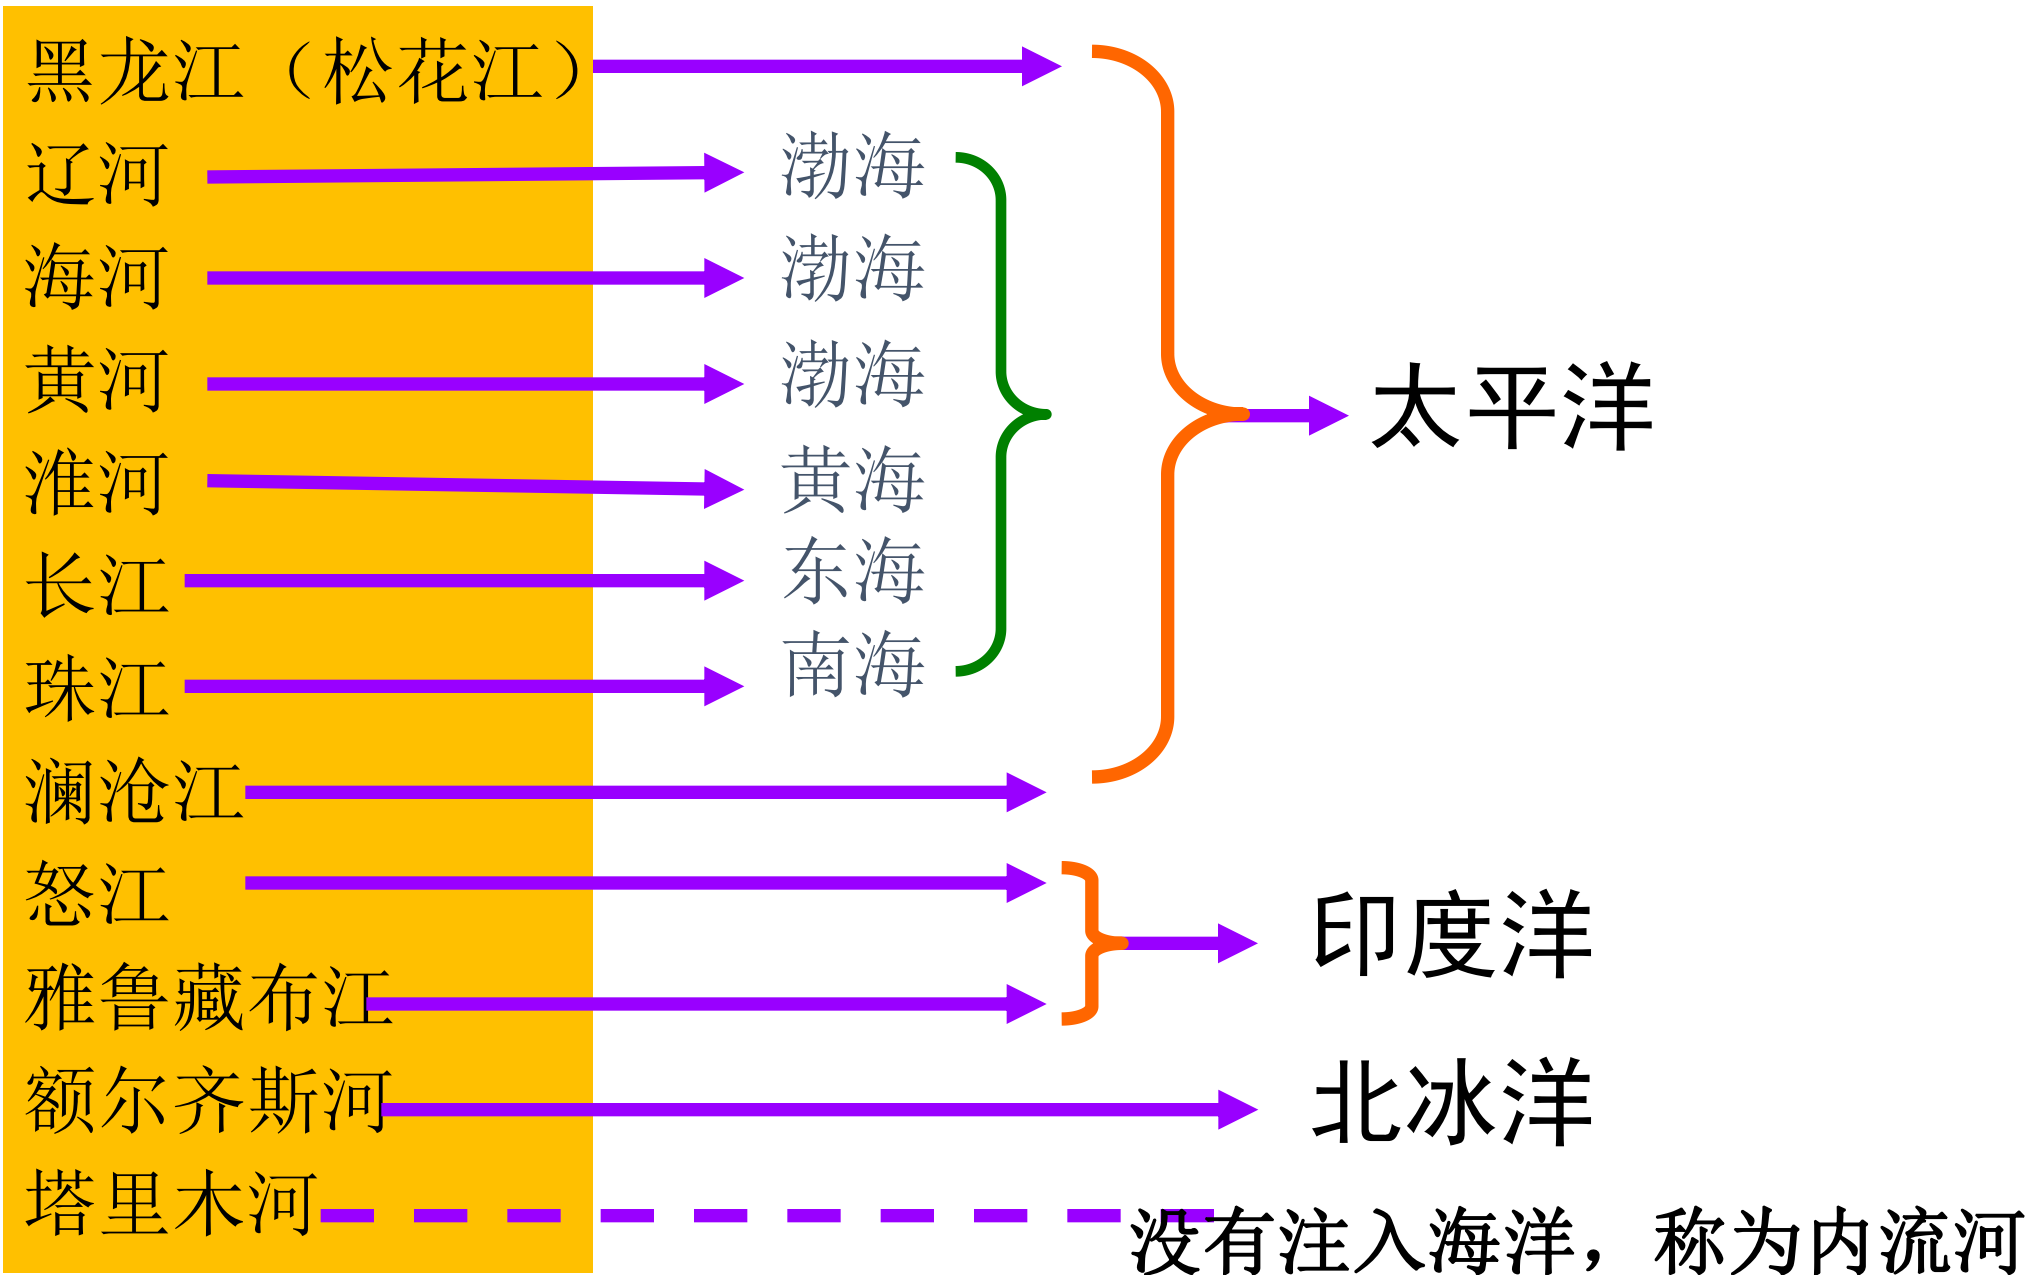 黑龙江（松花江）
辽河 渤海
海河 渤海
黄河 渤海
淮河 黄海
长江 东海
珠江 南海
太平洋
澜沧江
怒江
雅鲁藏布江
印度洋
额尔齐斯河 北冰洋
塔里木河 没有注入海洋，称为内流河